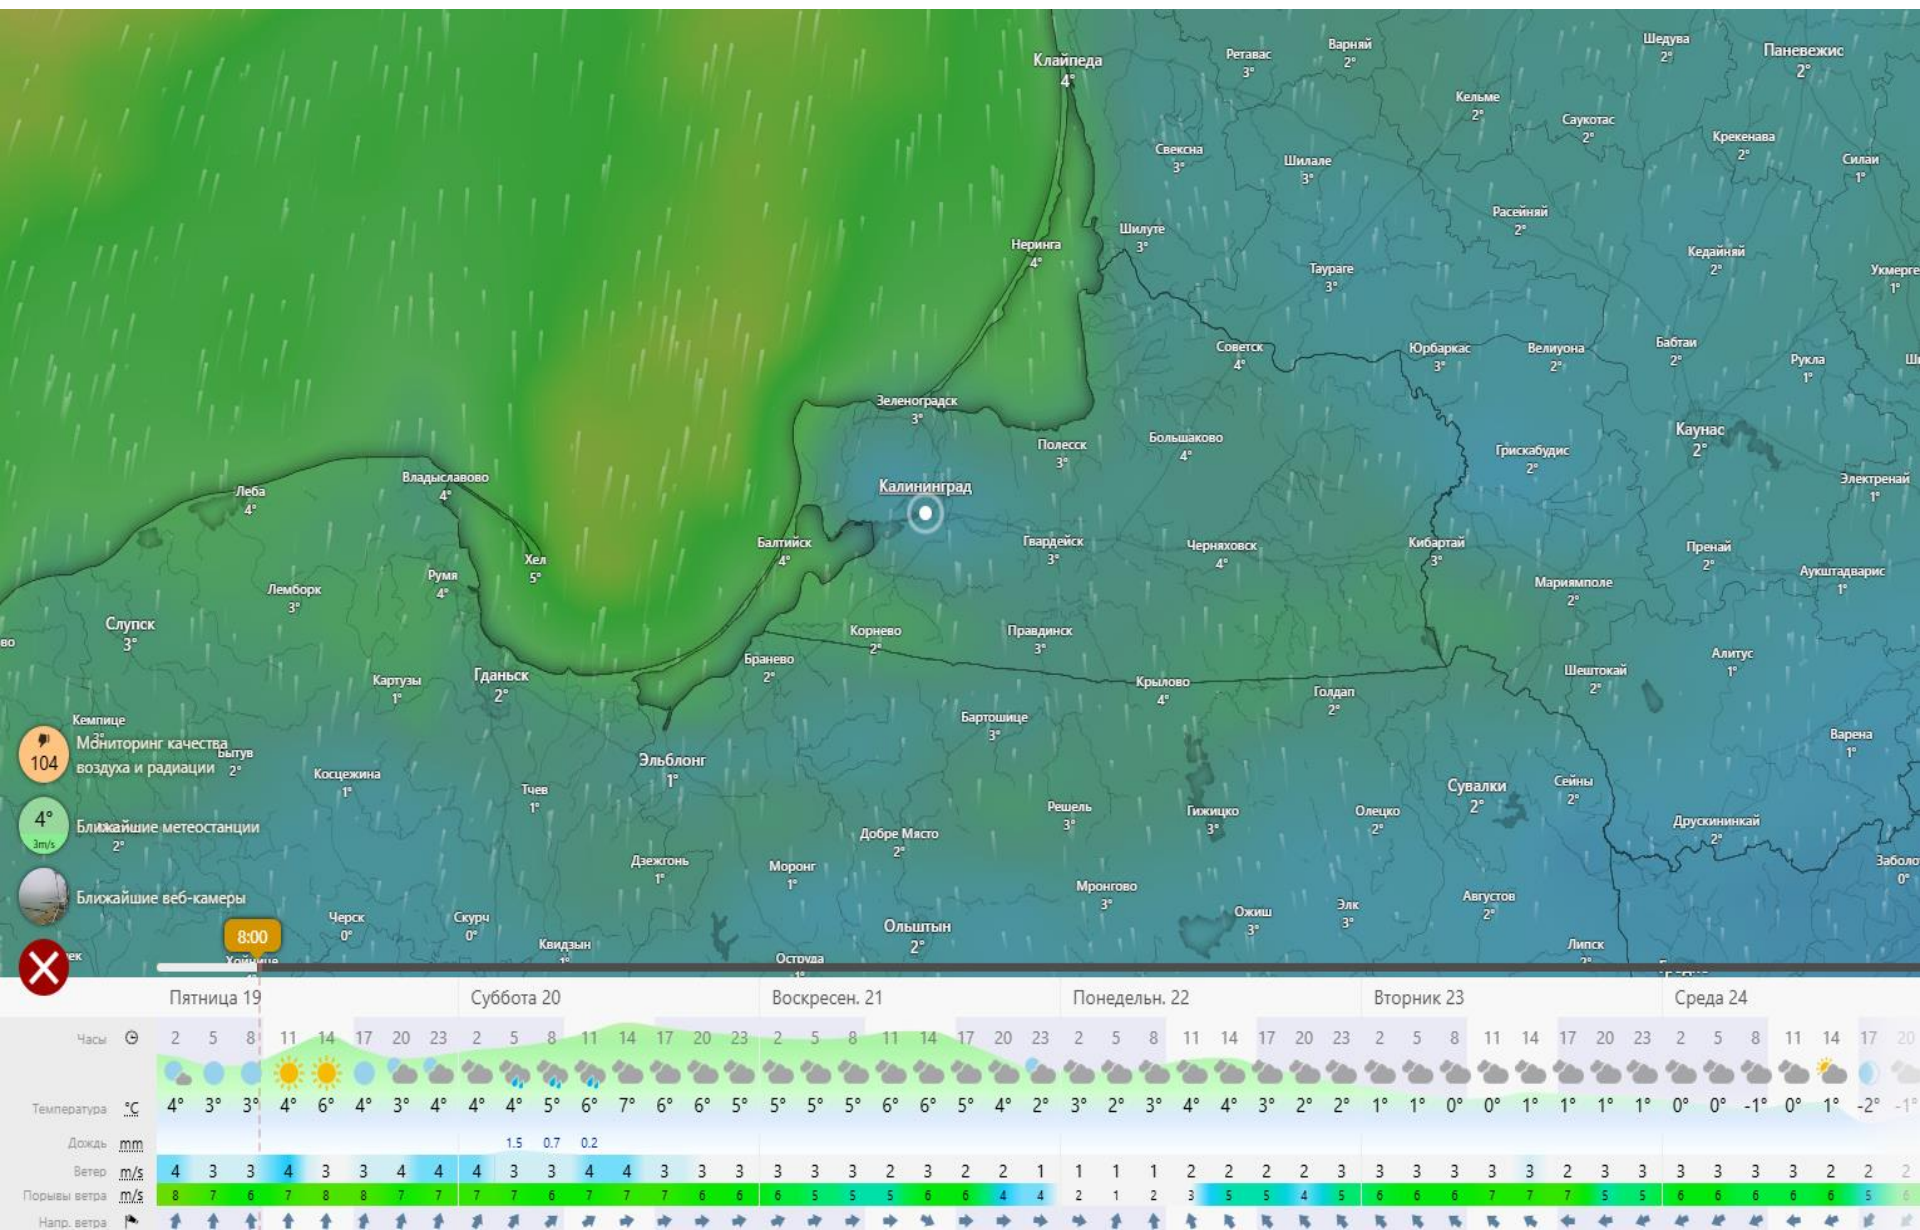 Клайпеда
4°
Ретавас
3°
Варняй
2°
Шедува
2°
Паневежис
2°
Кельме
2°
Саукотас
2°
Крекенава
2°
Силаи
1°
Свексна
3°
Шилале
3°
Расейняй
2°
Кедайняй
2°
Укмерге
1°
Шилуте
3°
Неринга
4°
Таураге
3°
Советск
4°
Юрбаркас
3°
Велиуона
2°
Бабтаи
2°
Рукла
1°
Зеленоградск
3°
Полесск
3°
Большаково
4°
Каунас
2°
Грискабудис
2°
Электренай
1°
Леба
4°
Владыславово
4°
Калининград
Хел
5°
Балтийск
4°
Гвардейск
3°
Черняховск
4°
Кибартай
3°
Пренай
2°
Аукштадварис
1°
Мариямполе
2°
Румя
4°
Лемборк
3°
Слупск
3°
во
Корнево
2°
Правдинск
3°
Бранево
2°
Гданьск
2°
Картузы
1°
Крылово
4°
Голдап
2°
Шештокай
2°
Алитус
1°
Кемпице
3°
Бартошице
3°
Варена
1°
104
Мониторинг качества
воздуха и радиации
Бытув
2°
Косцежина
1°
Эльблонг
1°
Тчев
1°
Сувалки
2°
Сейны
2°
Решель
3°
Гижицко
3°
Олецко
2°
Друскининкай
2°
4°
3m/s
Ближайшие метеостанции
2°
Добре Място
2°
Дзежгонь
1°
Моронг
1°
Заболо
0°
Мронгово
3°
Ближайшие веб-камеры
Черск
0°
Скурч
0°
Ольштын
2°
Ожиш
3°
Элк
3°
Августов
2°
8:00
Квидзын
1°
Липск
Хойнице
Оструда
1°
Пятница 19 Суббота 20 Воскресен. 21 Понедельн. 22 Вторник 23 Среда 24
Часы 2 5 8 11 14 17 20 23 2 5 8 11 14 17 20 23 2 5 8 11 14 17 20 23 2 5 8 11 14 17 20 23 2 5 8 11 14 17 20 23 2 5 8 11 14 17 20
Температура °C 4° 3° 3° 4° 6° 4° 3° 4° 4° 4° 5° 6° 7° 6° 6° 5° 5° 5° 5° 6° 6° 5° 4° 2° 3° 2° 3° 4° 4° 3° 2° 2° 1° 1° 0° 0° 1° 1° 1° 1° 0° 0° -1° 0° 1° -2° -1°
Дождь mm 1.5 0.7 0.2
Ветер m/s 4 3 3 4 3 3 4 4 4 3 3 4 4 3 3 3 3 3 3 2 3 2 2 1 1 1 1 2 2 2 2 3 3 3 3 3 3 2 3 3 3 3 3 3 2 2 2
Порывы ветра m/s 8 7 6 7 8 8 7 7 7 7 6 7 7 7 6 6 6 5 5 5 6 6 4 4 2 1 2 3 5 5 4 5 6 6 6 7 7 7 5 5 6 6 6 6 6 5 6
Напр. ветра